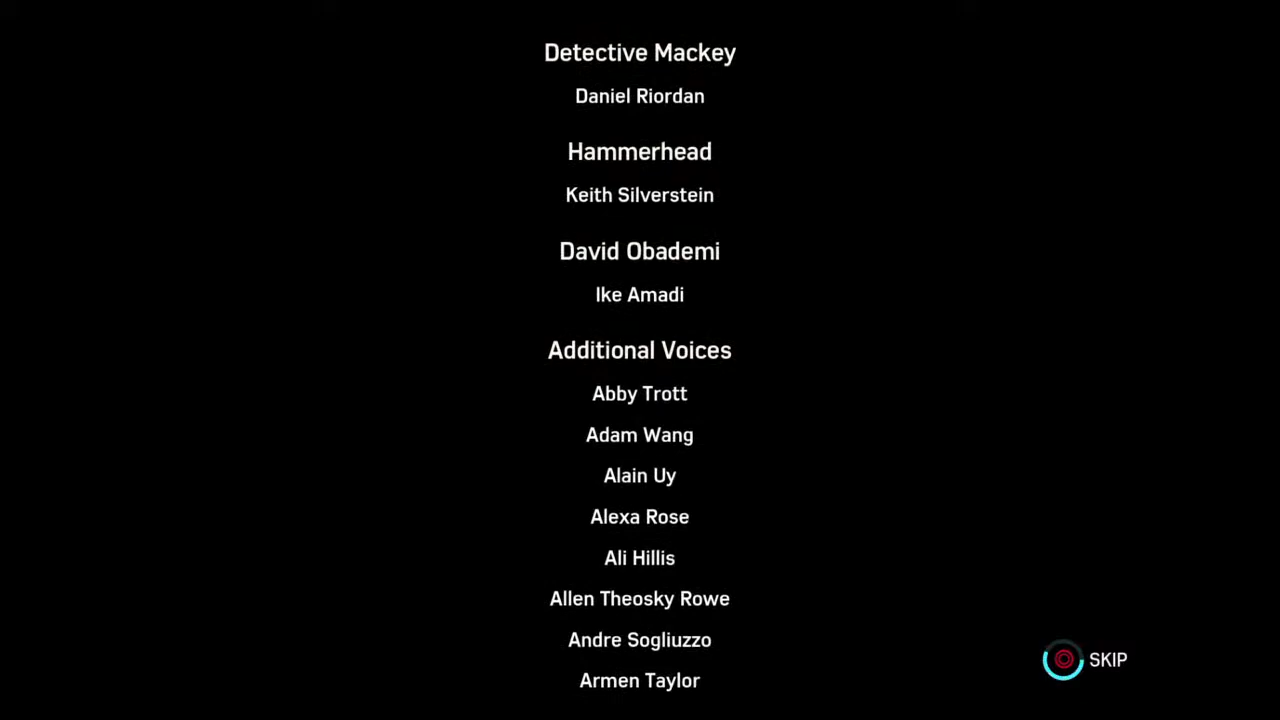 Detective Mackey
Daniel Riordan
Hammerhead
Keith Silverstein
David Obademi
Ike Amadi
Additional Voices
Abby Trott
Adam Wang
Alain Uy
Alexa Rose
Ali Hillis
Allen Theosky Rowe
Andre Sogliuzzo
Armen Taylor
SKIP